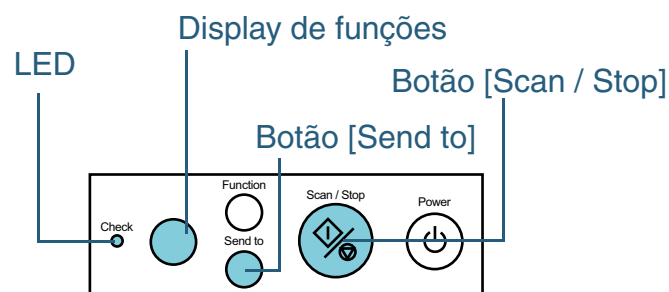 Display de funções
LED
Botão [Scan / Stop]
Botão [Send to]
Function
Scan / Stop
Power
Check
Send to